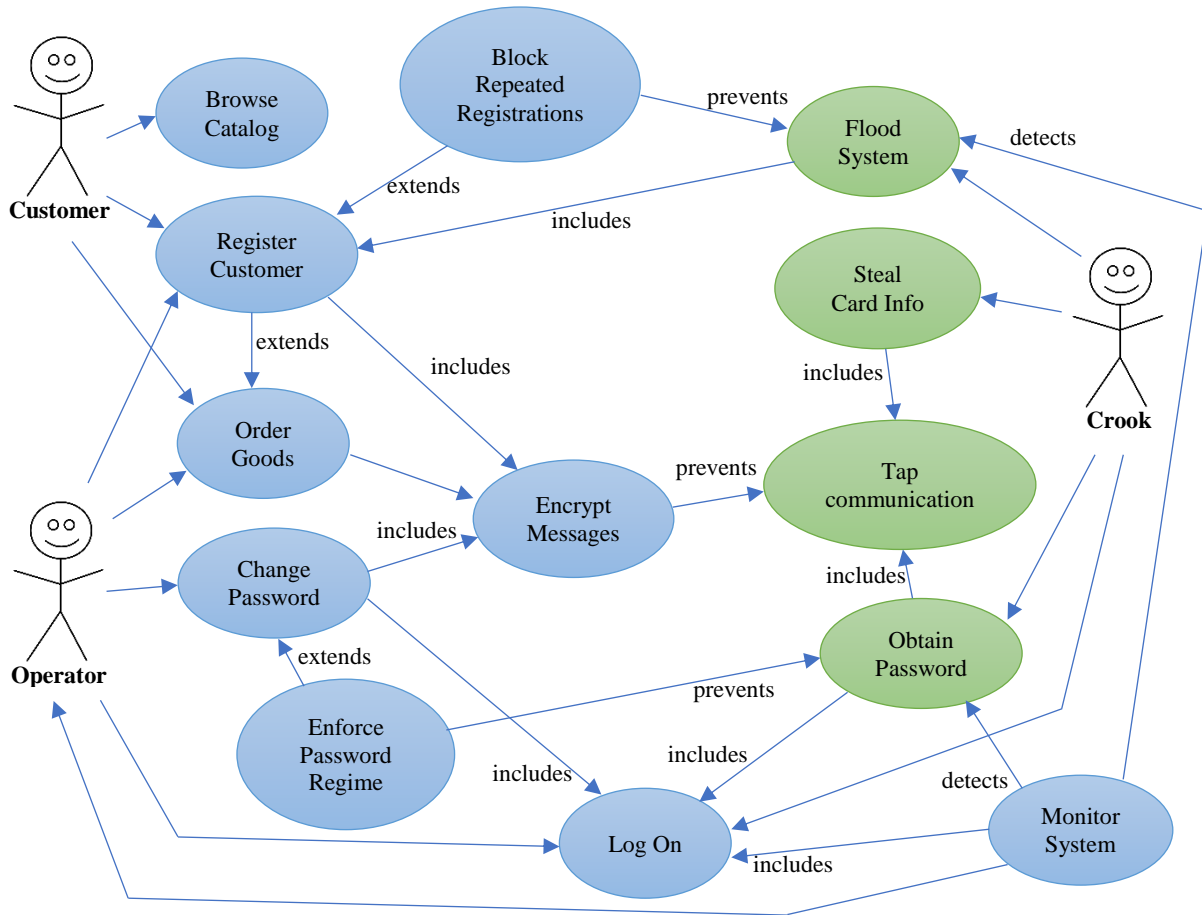 Block
Repeated
Registrations
Browse
Catalog
prevents
Flood
System
detects
Customer
extends
includes
Register
Customer
Steal
Card Info
extends
includes
includes
Crook
Order
Goods
prevents
Tap
communication
Encrypt
Messages
includes
Change
Password
includes
Obtain
Password
extends
Operator
prevents
Enforce
Password
Regime
includes
includes
detects
Log On
Monitor
System
includes